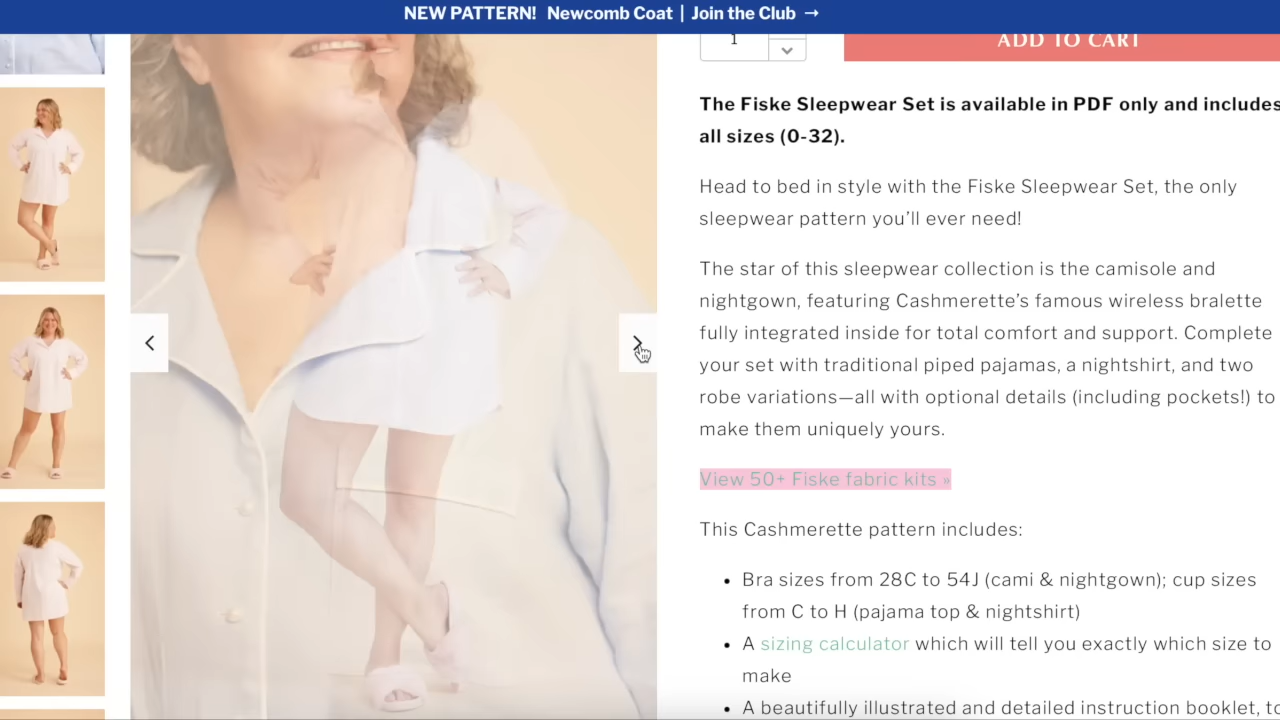 NEW PATTERN! Newcomb Coat | Join the Club →
1
ADD TO CART
The Fiske Sleepwear Set is available in PDF only and includes
all sizes (0-32).
Head to bed in style with the Fiske Sleepwear Set, the only
sleepwear pattern you’ll ever need!
The star of this sleepwear collection is the camisole and
nightgown, featuring Cashmerette’s famous wireless bralette
fully integrated inside for total comfort and support. Complete
your set with traditional piped pajamas, a nightshirt, and two
robe variations—all with optional details (including pockets!) to
make them uniquely yours.
View 50+ Fiske fabric kits »
This Cashmerette pattern includes:
• Bra sizes from 28C to 54J (cami & nightgown); cup sizes
from C to H (pajama top & nightshirt)
• A sizing calculator which will tell you exactly which size to
make
• A beautifully illustrated and detailed instruction booklet, to